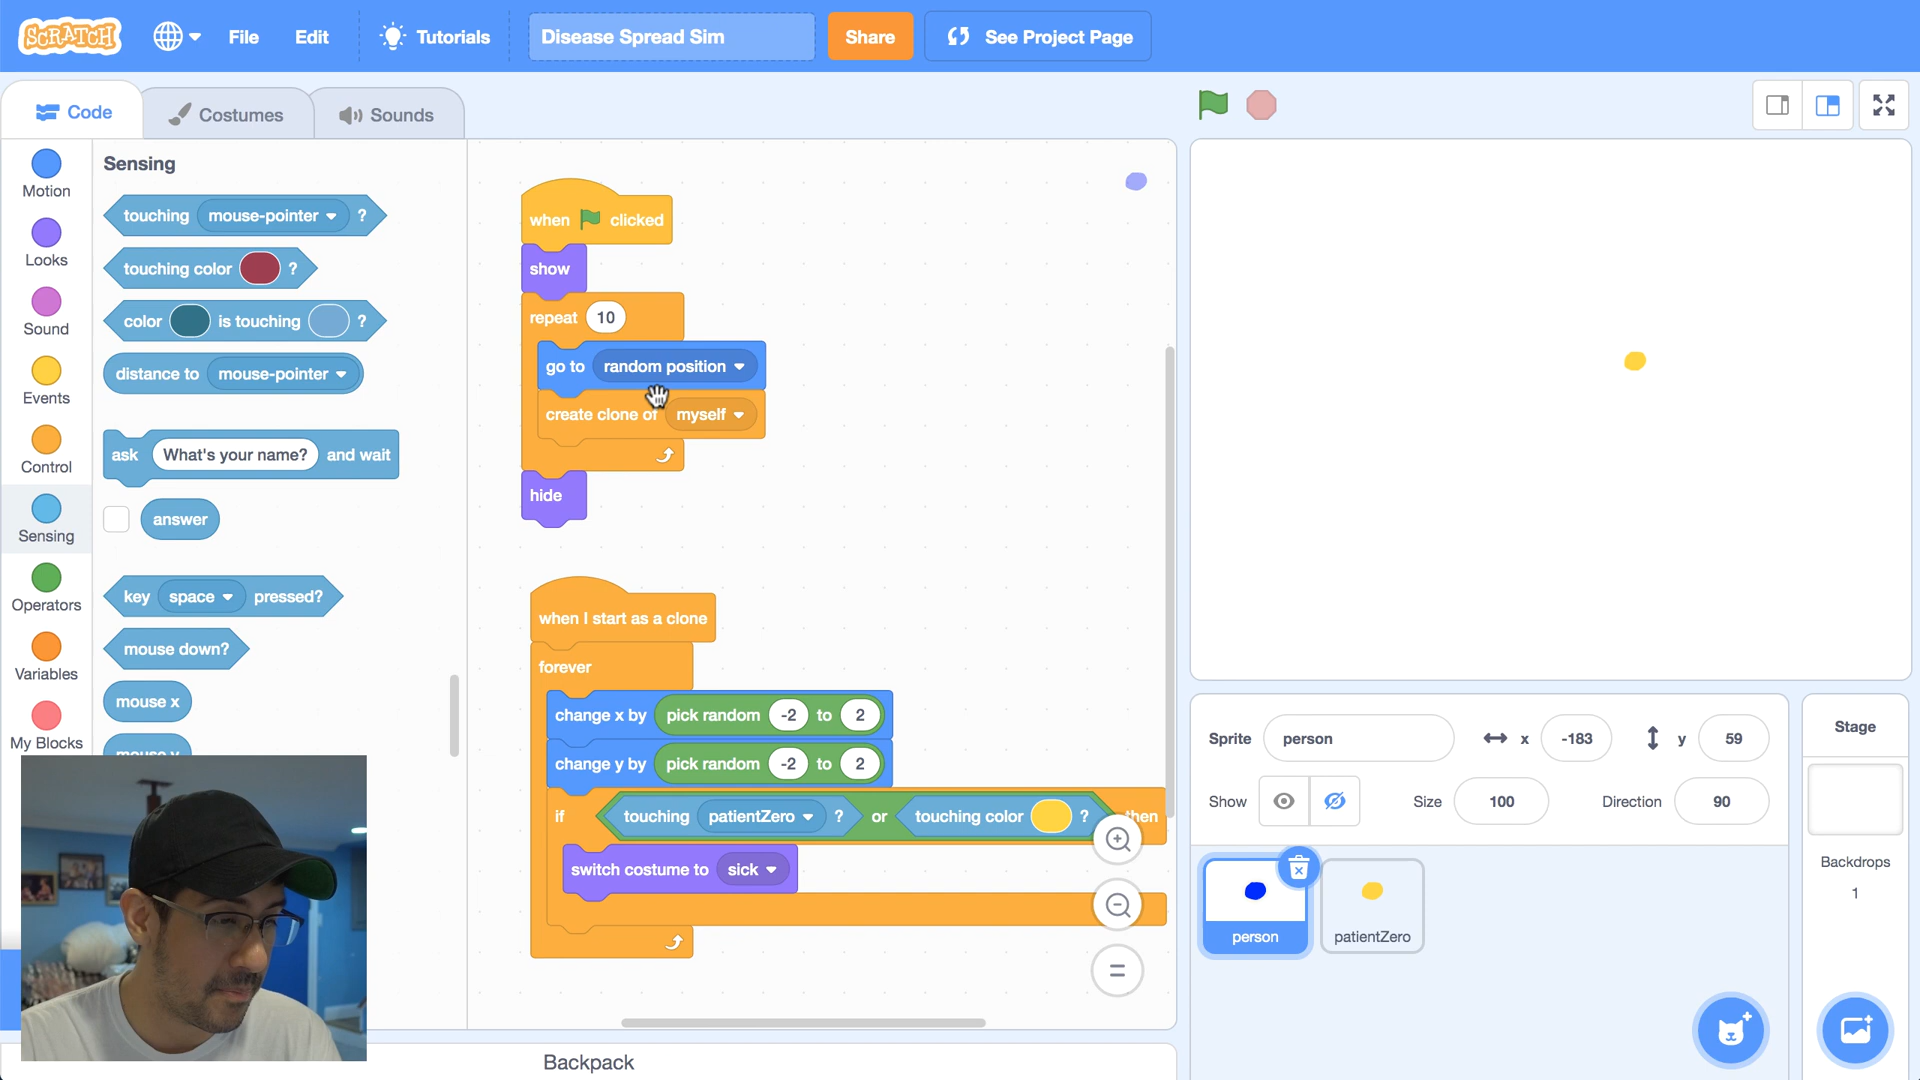 SCRATCH File Edit Tutorials Disease Spread Sim Share See Project Page
Code Costumes Sounds
Motion
Looks
Sound
Events
Control
Sensing
Operators
Variables
My Blocks
Sensing
touching mouse-pointer ?
touching color ?
color is touching ?
distance to mouse-pointer
ask What's your name? and wait
answer
key space pressed?
mouse down?
mouse x
mouse y
when clicked
show
repeat 10
go to random position
create clone of myself
hide
when I start as a clone
forever
change x by pick random -2 to 2
change y by pick random -2 to 2
if touching patientZero ? or touching color ? then
switch costume to sick
Backpack
Sprite person x -183 y 59
Show Size 100 Direction 90
person
patientZero
Stage
Backdrops
1